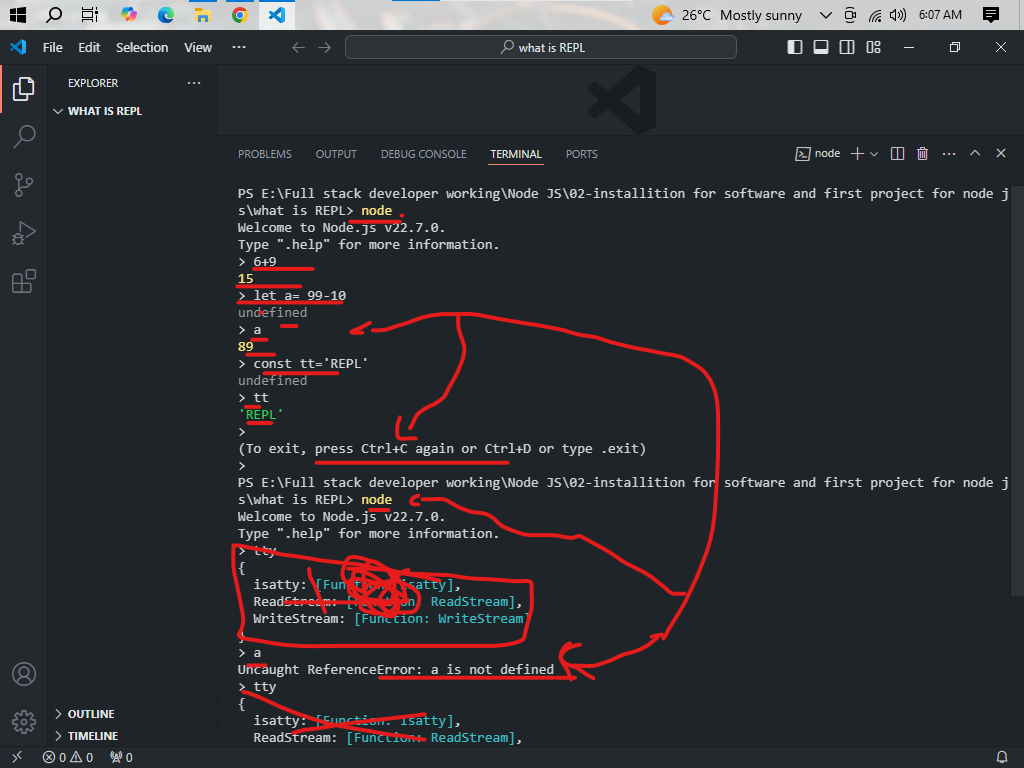 26°C Mostly sunny 6:07 AM
File Edit Selection View ··· what is REPL
EXPLORER ···
WHAT IS REPL
PROBLEMS OUTPUT DEBUG CONSOLE TERMINAL PORTS node
PS E:\Full stack developer working\Node JS\02-installition for software and first project for node j
s\what is REPL> node
Welcome to Node.js v22.7.0.
Type ".help" for more information.
> 6+9
15
> let a= 99-10
undefined
> a
89
> const tt='REPL'
undefined
> tt
'REPL'
>
(To exit, press Ctrl+C again or Ctrl+D or type .exit)
>
PS E:\Full stack developer working\Node JS\02-installition for software and first project for node j
s\what is REPL> node
Welcome to Node.js v22.7.0.
Type ".help" for more information.
> tty
{
isatty: [Function: isatty],
ReadStream: [Function: ReadStream],
WriteStream: [Function: WriteStream]
}
> a
Uncaught ReferenceError: a is not defined
> tty
{
isatty: [Function: isatty],
ReadStream: [Function: ReadStream],
OUTLINE
TIMELINE
0 0 0